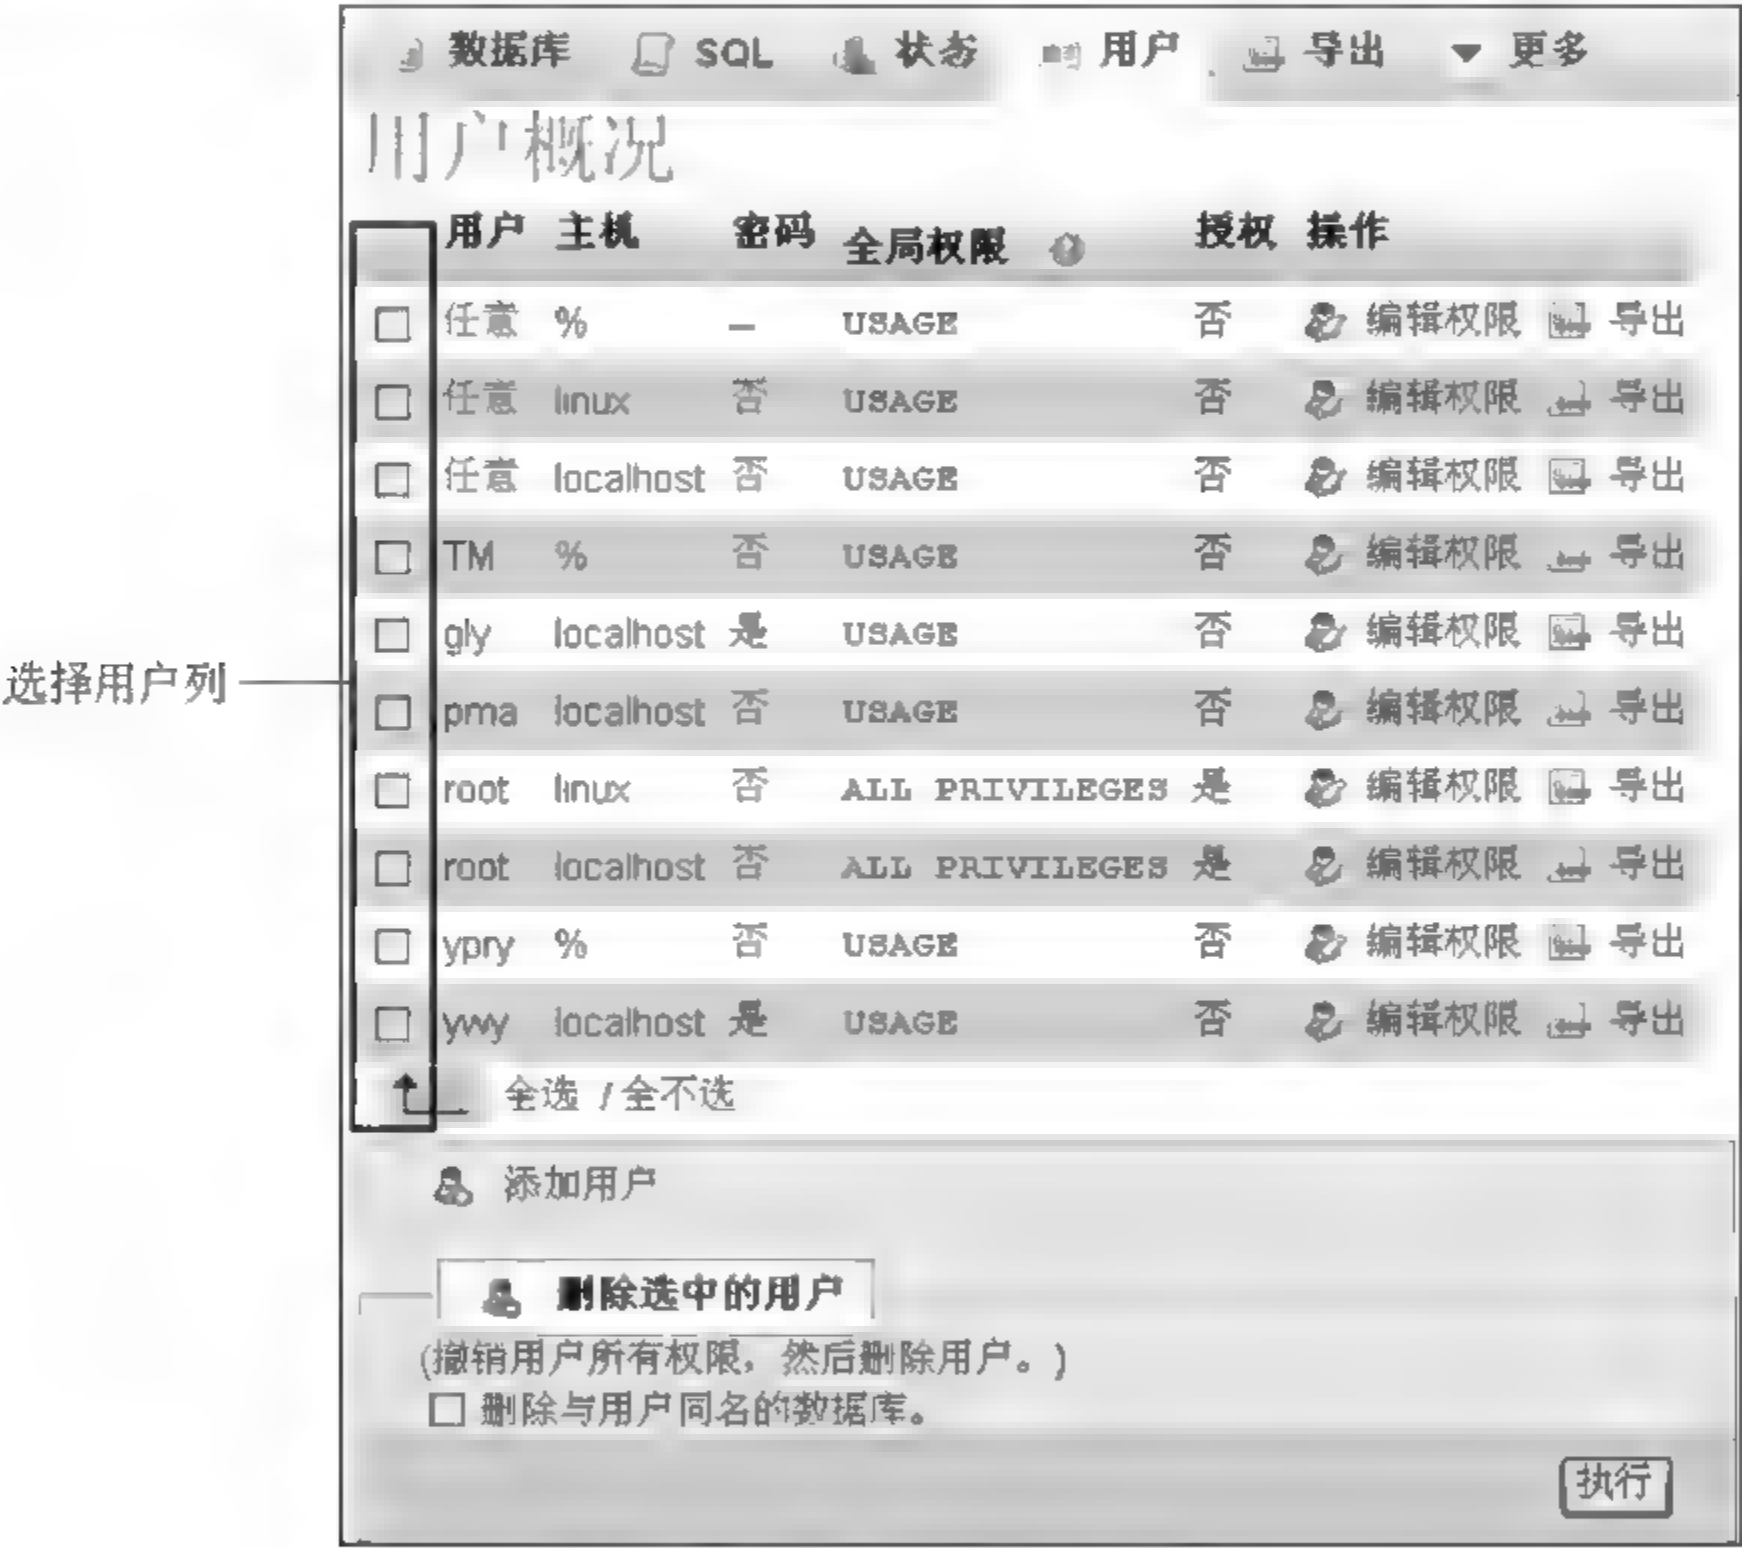 数据库 SQL 状态 用户 导出 更多
用户概况
用户 主机 密码 全局权限 授权 操作
任意 % – USAGE 否 编辑权限 导出
任意 linux 否 USAGE 否 编辑权限 导出
任意 localhost 否 USAGE 否 编辑权限 导出
TM % 否 USAGE 否 编辑权限 导出
gly localhost 是 USAGE 否 编辑权限 导出
选择用户列
pma localhost 否 USAGE 否 编辑权限 导出
root linux 否 ALL PRIVILEGES 是 编辑权限 导出
root localhost 否 ALL PRIVILEGES 是 编辑权限 导出
ypry % 否 USAGE 否 编辑权限 导出
ywy localhost 是 USAGE 否 编辑权限 导出
全选 / 全不选
添加用户
删除选中的用户
(撤销用户所有权限，然后删除用户。)
删除与用户同名的数据库。
执行